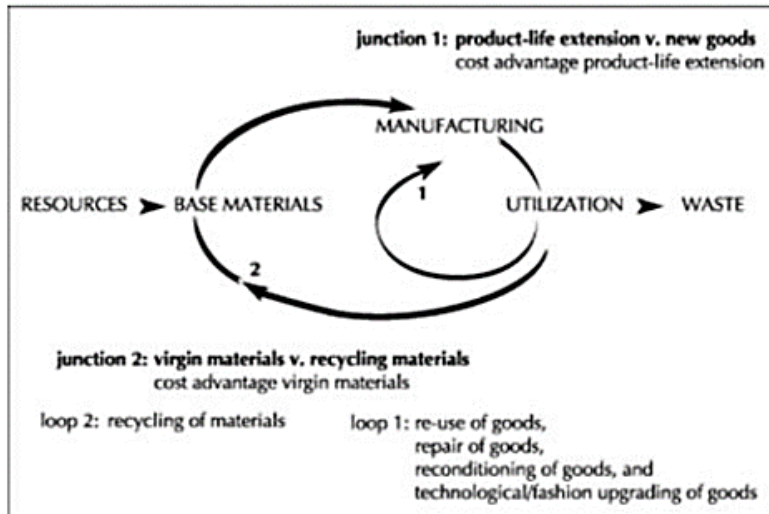 junction 1: product-life extension v. new goods
cost advantage product-life extension
MANUFACTURING
1
RESOURCES
BASE MATERIALS
UTILIZATION
WASTE
2
junction 2: virgin materials v. recycling materials
cost advantage virgin materials
loop 2: recycling of materials
loop 1: re-use of goods,
repair of goods,
reconditioning of goods, and
technological/fashion upgrading of goods